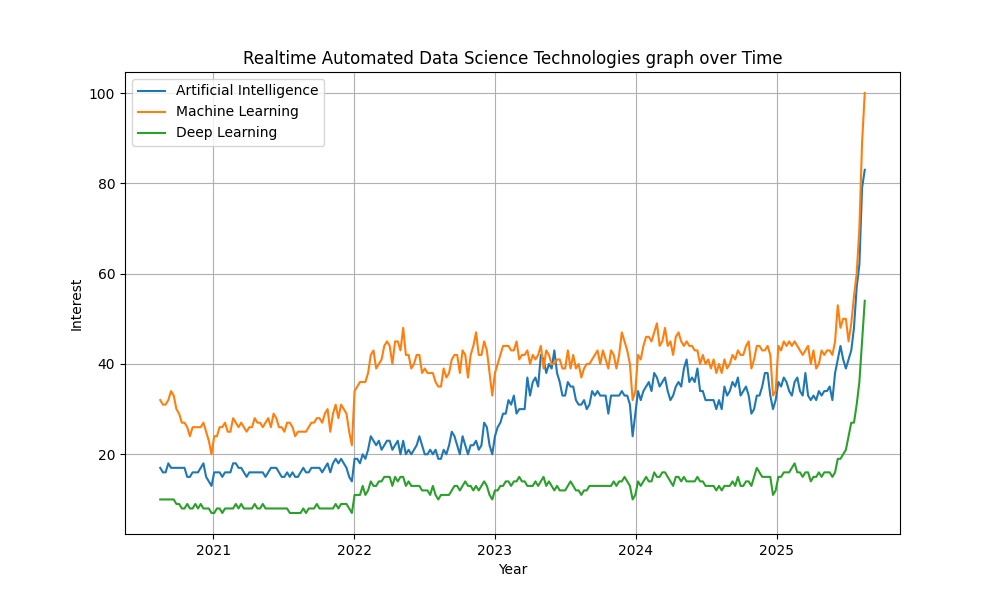 Realtime Automated Data Science Technologies graph over Time
Artificial Intelligence
Machine Learning
Deep Learning
100
80
60
40
20
Interest
2021 2022 2023 2024 2025
Year